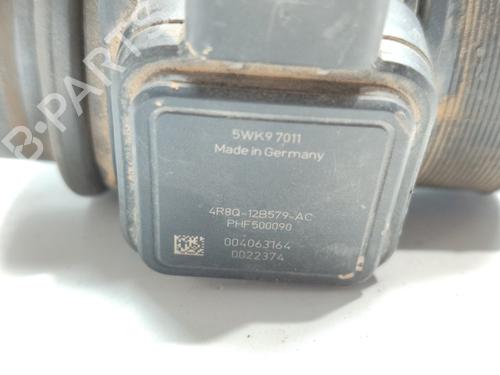 B-PARTS
5WK9 7011
Made in Germany
4R8Q-12B579-AC
PHF500090
004063164
0022374